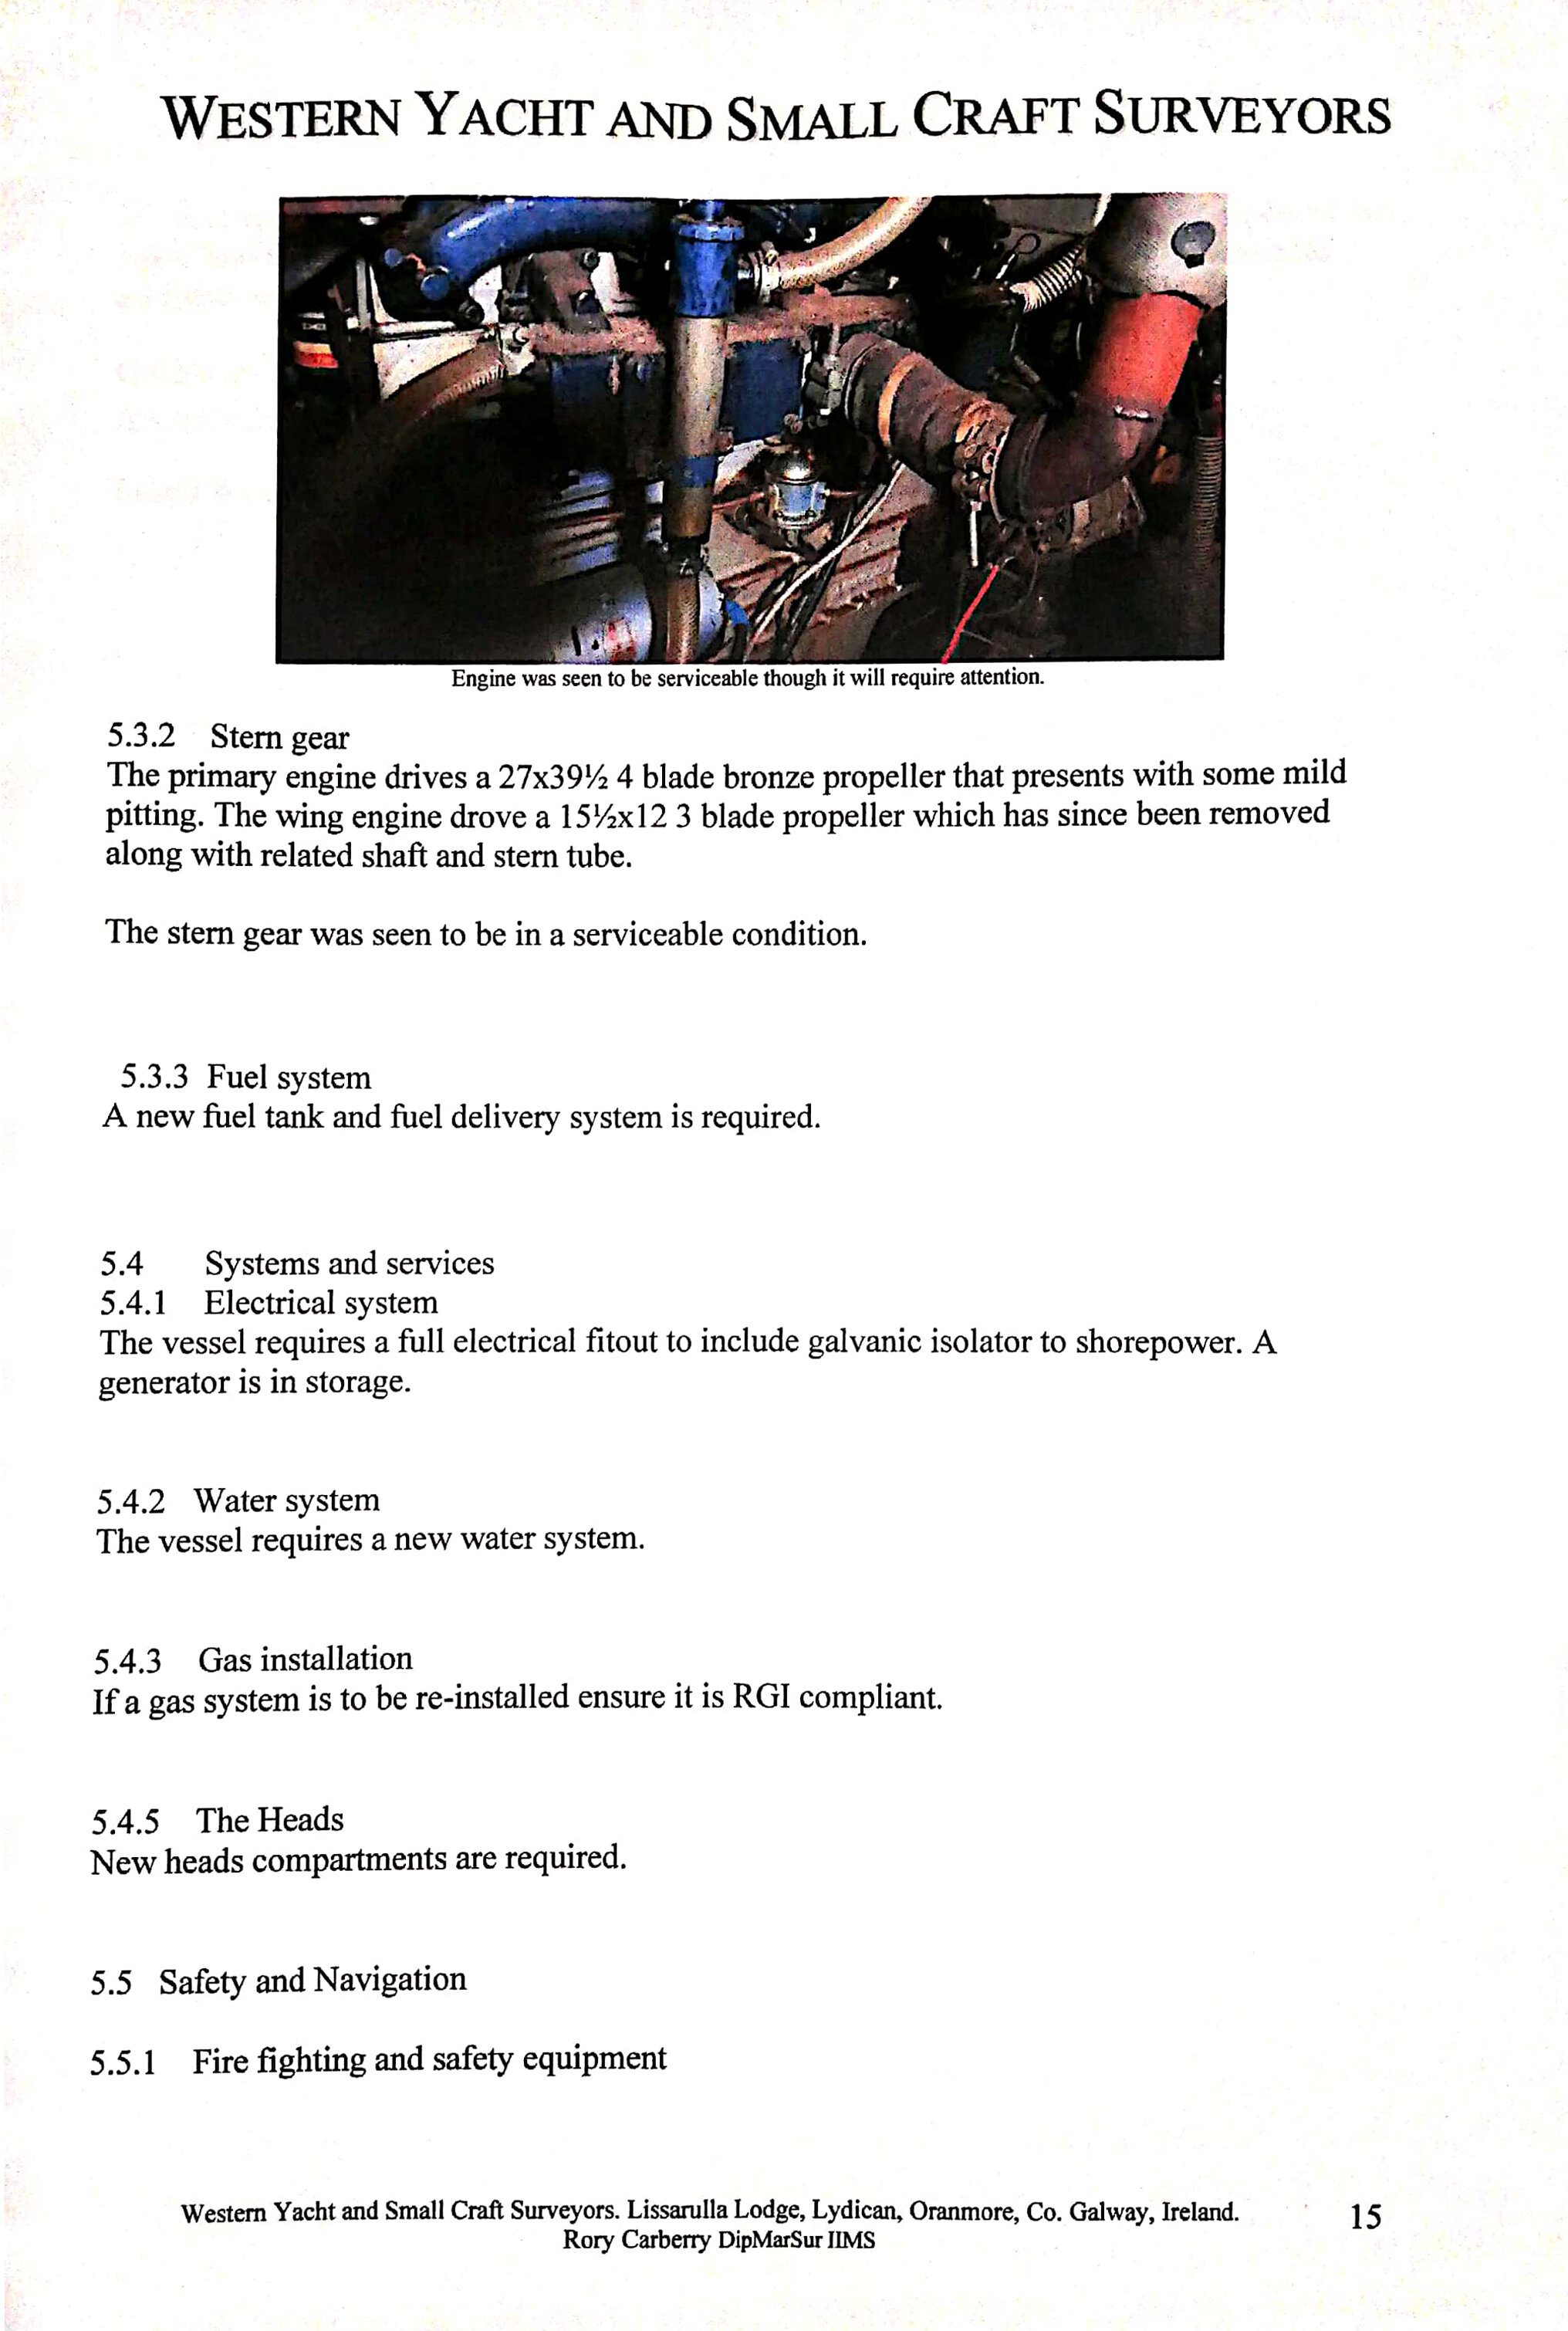 WESTERN YACHT AND SMALL CRAFT SURVEYORS
Engine was seen to be serviceable though it will require attention.
5.3.2 Stern gear
The primary engine drives a 27x39½ 4 blade bronze propeller that presents with some mild
pitting. The wing engine drove a 15½x12 3 blade propeller which has since been removed
along with related shaft and stern tube.
The stern gear was seen to be in a serviceable condition.
5.3.3 Fuel system
A new fuel tank and fuel delivery system is required.
5.4 Systems and services
5.4.1 Electrical system
The vessel requires a full electrical fitout to include galvanic isolator to shorepower. A
generator is in storage.
5.4.2 Water system
The vessel requires a new water system.
5.4.3 Gas installation
If a gas system is to be re-installed ensure it is RGI compliant.
5.4.5 The Heads
New heads compartments are required.
5.5 Safety and Navigation
5.5.1 Fire fighting and safety equipment
Western Yacht and Small Craft Surveyors. Lissarulla Lodge, Lydican, Oranmore, Co. Galway, Ireland.
15
Rory Carberry DipMarSur IIMS